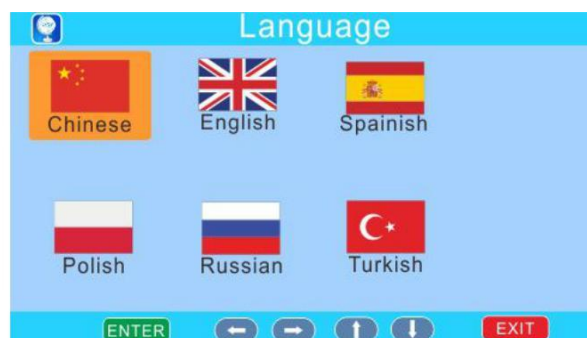 Language
Chinese English Spainish
Polish Russian Turkish
ENTER EXIT